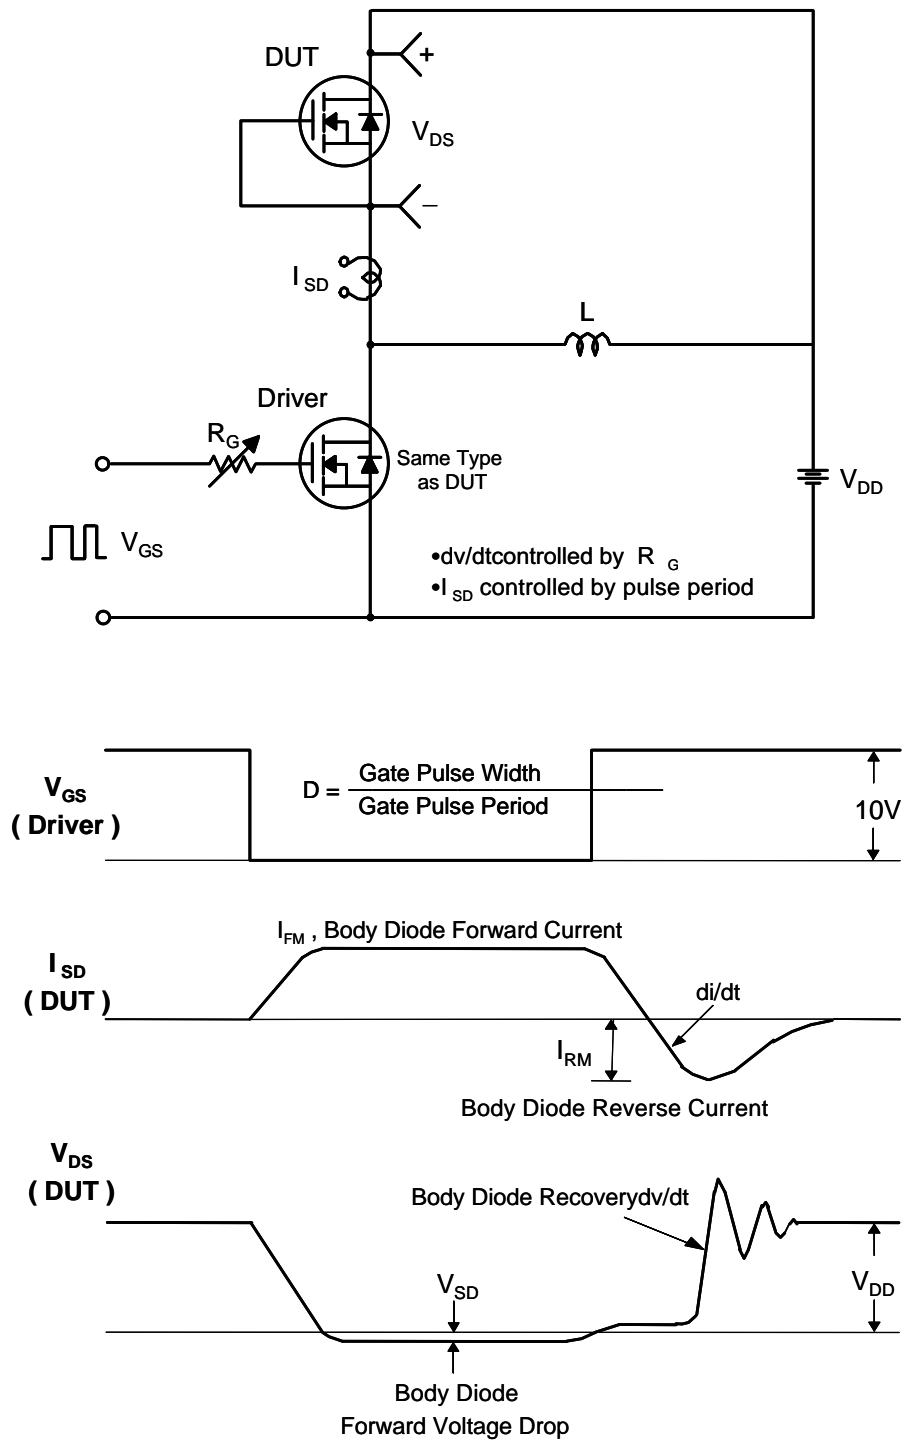 DUT
+
V_DS
−
I_SD
L
Driver
R_G
Same Type
as DUT
V_DD
V_GS
•dv/dtcontrolled by R_G
•I_SD controlled by pulse period
V_GS
( Driver )
D = Gate Pulse Width
Gate Pulse Period
10V
I_FM , Body Diode Forward Current
I_SD
( DUT )
di/dt
I_RM
Body Diode Reverse Current
V_DS
( DUT )
Body Diode Recoverydv/dt
V_SD
V_DD
Body Diode
Forward Voltage Drop